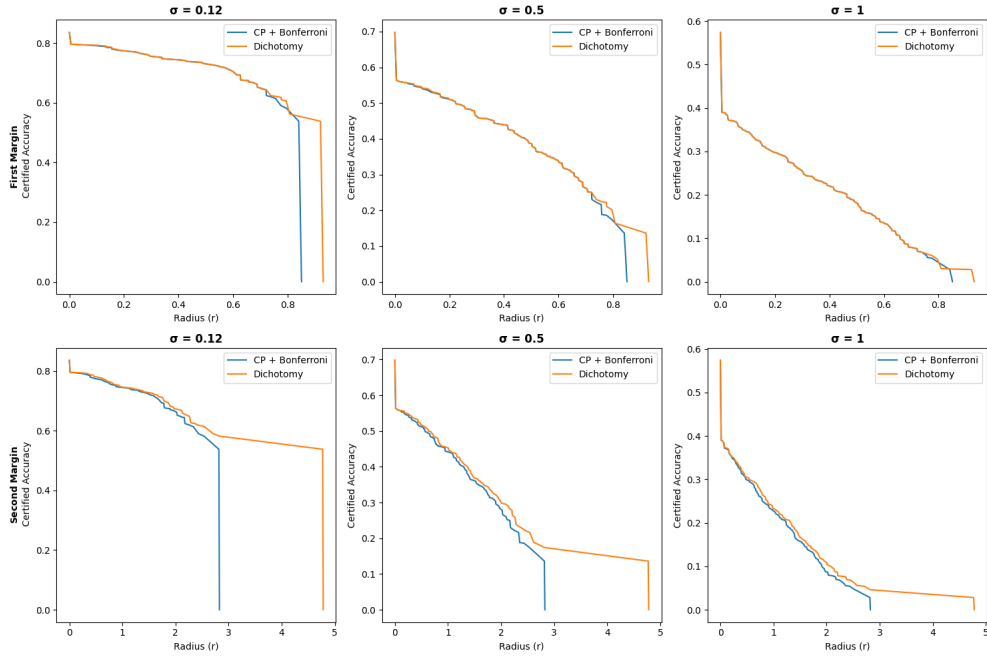 σ = 0.12
First Margin
Certified Accuracy
0.8
0.6
0.4
0.2
0.0
CP + Bonferroni
Dichotomy
0.0 0.2 0.4 0.6 0.8
Radius (r)
σ = 0.5
Certified Accuracy
0.7
0.6
0.5
0.4
0.3
0.2
0.1
0.0
CP + Bonferroni
Dichotomy
0.0 0.2 0.4 0.6 0.8
Radius (r)
σ = 1
Certified Accuracy
0.6
0.5
0.4
0.3
0.2
0.1
0.0
CP + Bonferroni
Dichotomy
0.0 0.2 0.4 0.6 0.8
Radius (r)
σ = 0.12
Second Margin
Certified Accuracy
0.8
0.6
0.4
0.2
0.0
CP + Bonferroni
Dichotomy
0 1 2 3 4 5
Radius (r)
σ = 0.5
Certified Accuracy
0.7
0.6
0.5
0.4
0.3
0.2
0.1
0.0
CP + Bonferroni
Dichotomy
0 1 2 3 4 5
Radius (r)
σ = 1
Certified Accuracy
0.6
0.5
0.4
0.3
0.2
0.1
0.0
CP + Bonferroni
Dichotomy
0 1 2 3 4 5
Radius (r)